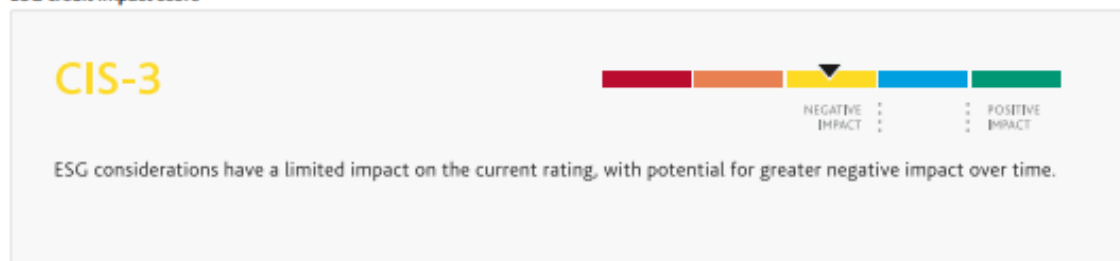 CIS-3
NEGATIVE
IMPACT
POSITIVE
IMPACT
ESG considerations have a limited impact on the current rating, with potential for greater negative impact over time.